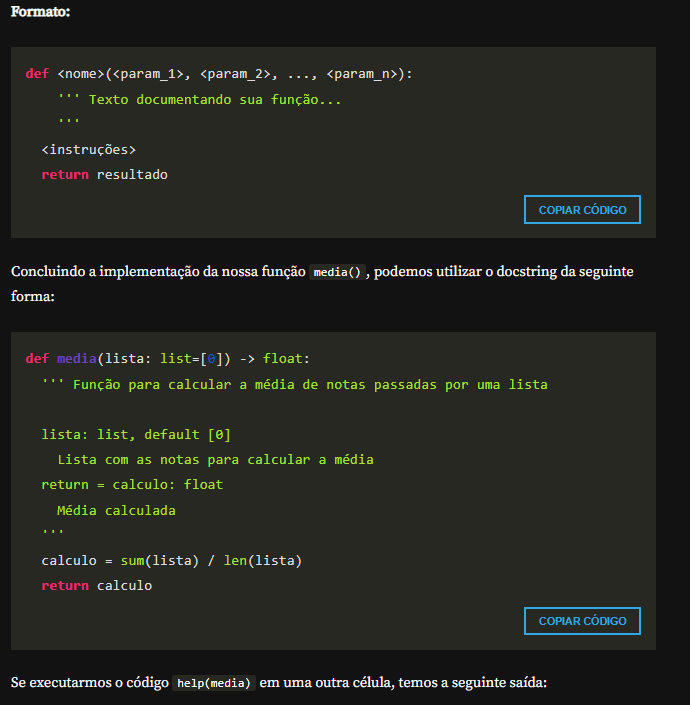 Formato:
def <nome>(<param_1>, <param_2>, ..., <param_n>):
    ''' Texto documentando sua função...
    '''
  <instruções>
  return resultado
COPIAR CÓDIGO
Concluindo a implementação da nossa função media(), podemos utilizar o docstring da seguinte
forma:
def media(lista: list=[0]) -> float:
  ''' Função para calcular a média de notas passadas por uma lista
  lista: list, default [0]
    Lista com as notas para calcular a média
  return = calculo: float
    Média calculada
  '''
  calculo = sum(lista) / len(lista)
  return calculo
COPIAR CÓDIGO
Se executarmos o código help(media) em uma outra célula, temos a seguinte saída: